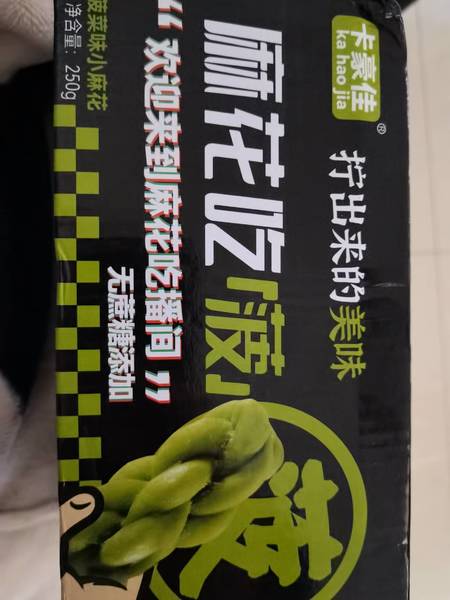 卡豪佳
ka hao jia
®
拧出来的美味
麻花吃「菠」
“欢迎来到麻花吃播间”
无蔗糖添加
菠菜味小麻花
净含量: 250g
菠